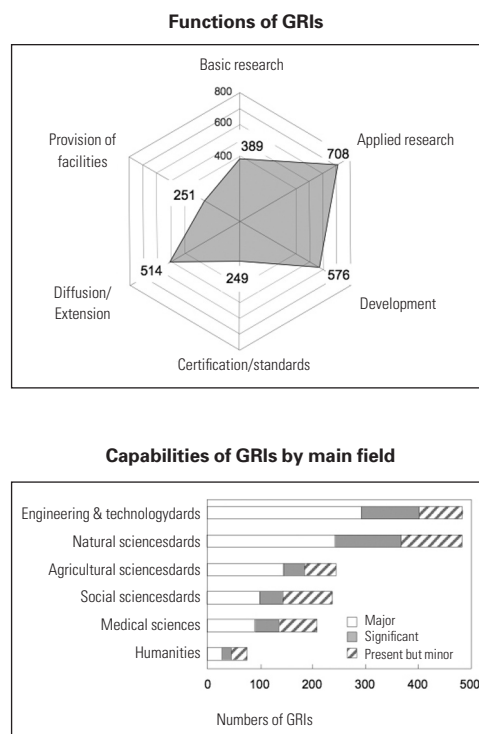 Functions of GRIs
Basic research
800
Provision of
facilities
Applied research
400
389
708
251
514
249
576
Diffusion/
Extension
Development
Certification/standards
Capabilities of GRIs by main field
Engineering & technologydards
Natural sciencesdards
Agricultural sciencesdards
Social sciencesdards
Medical sciences
Humanities
Major
Significant
Present but minor
0 100 200 300 400 500
Numbers of GRIs